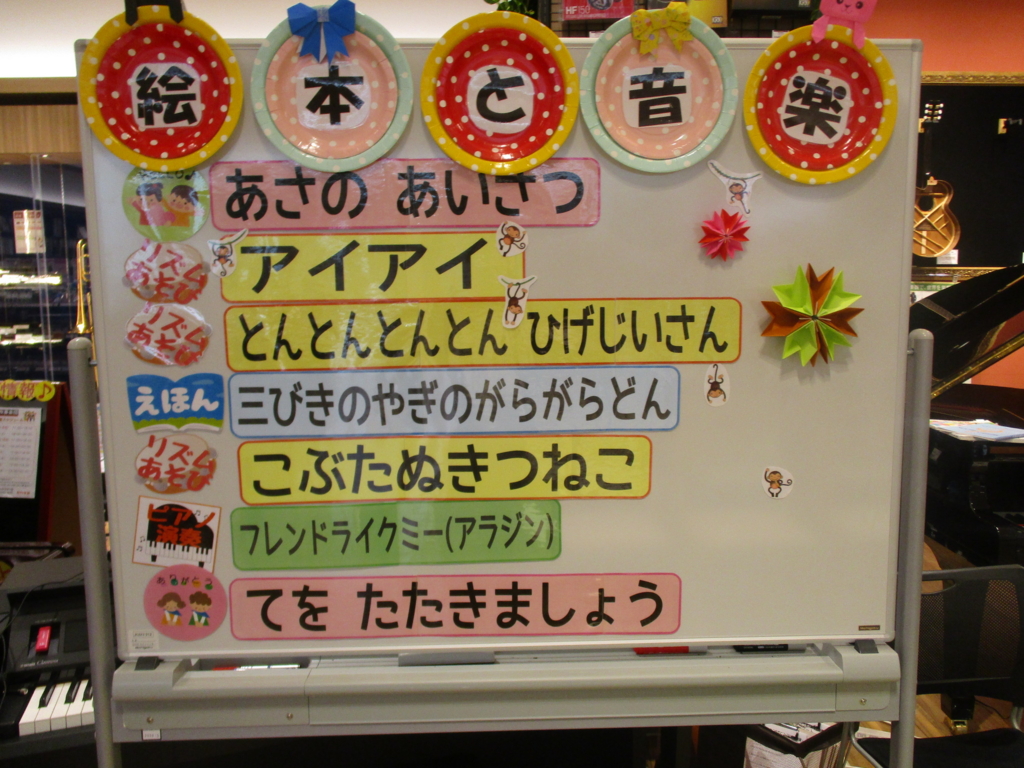 絵本と音楽
あさの あいさつ
リズムあそび
アイアイ
リズムあそび
とんとんとんとん ひげじいさん
えほん
三びきのやぎのがらがらどん
リズムあそび
こぶたぬきつねこ
ピアノ演奏
フレンドライクミー(アラジン)
てを たたきましょう
情報♪
HF150